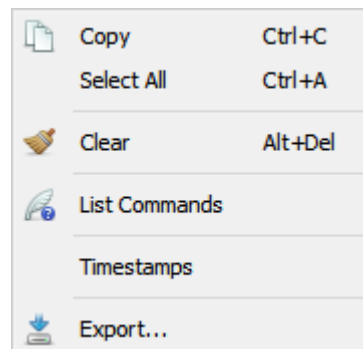 Copy Ctrl+C
Select All Ctrl+A
Clear Alt+Del
List Commands
Timestamps
Export...